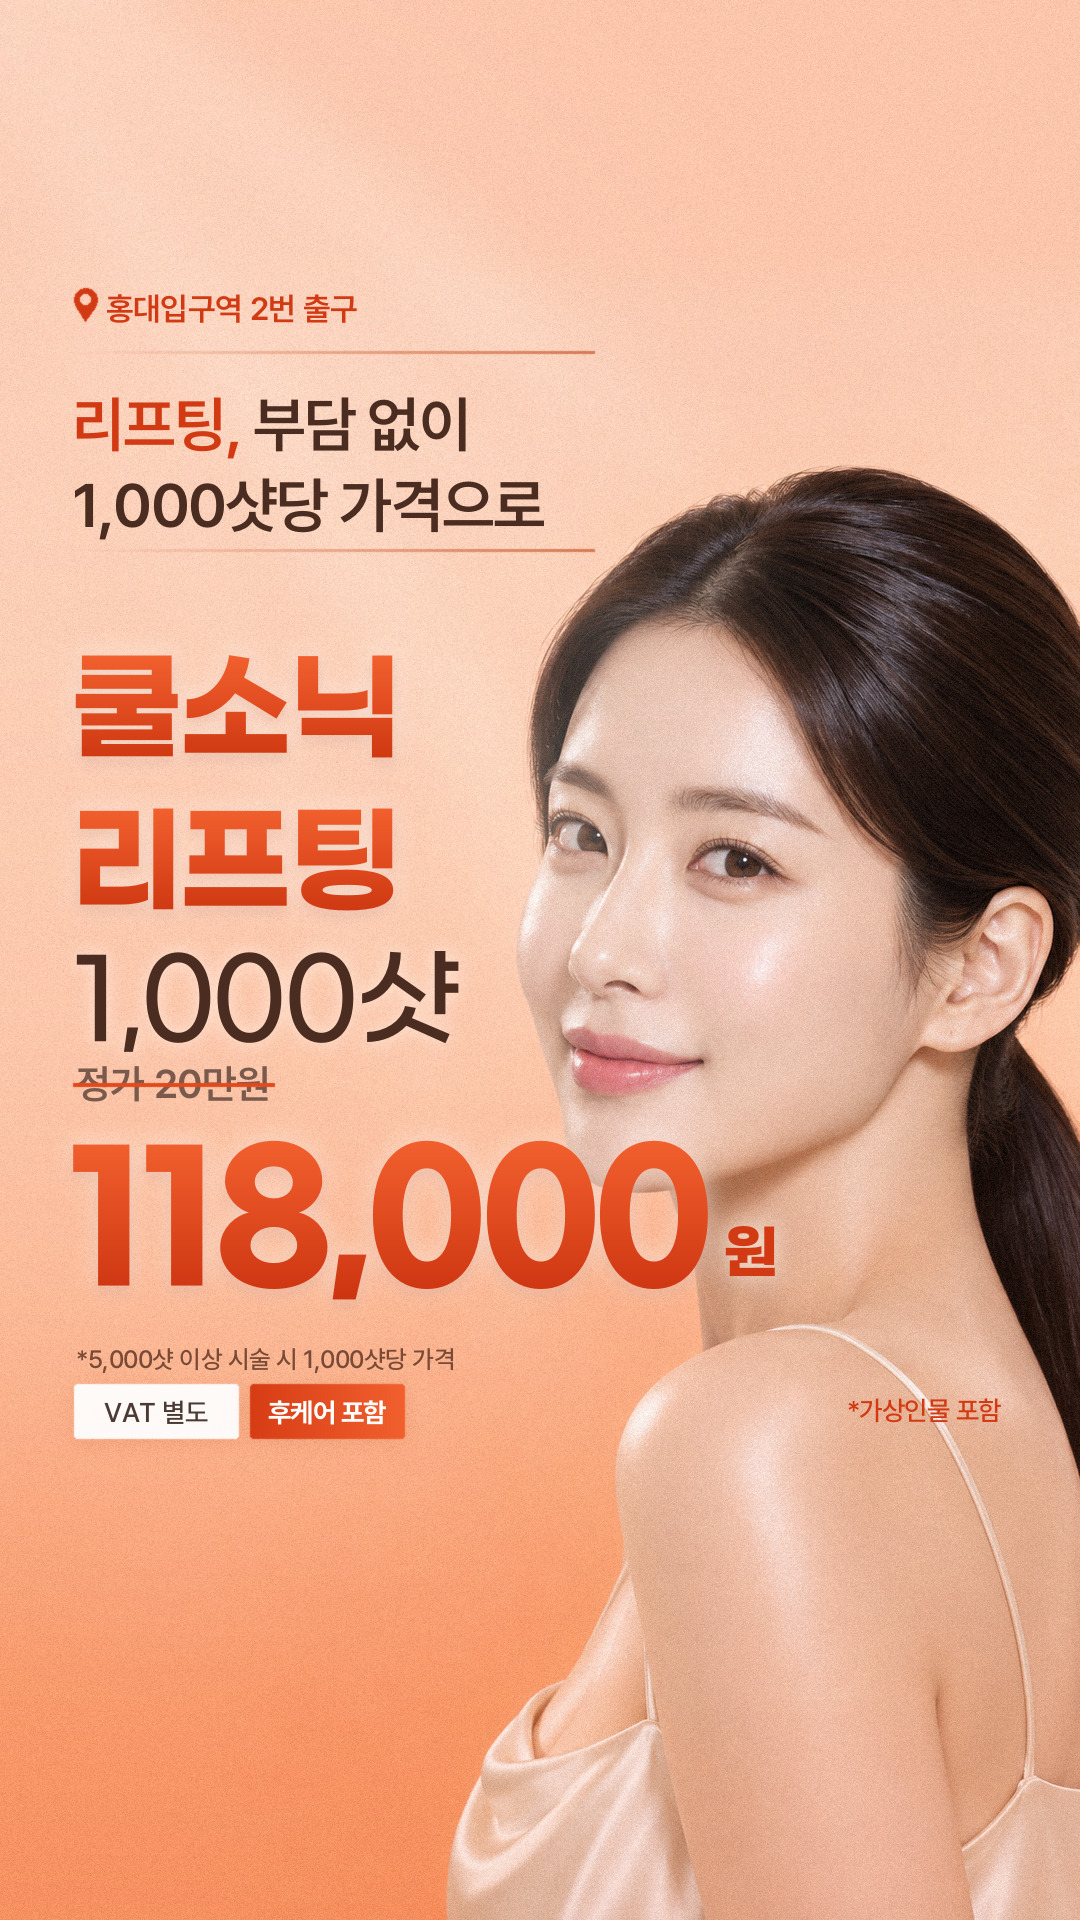 홍대입구역 2번 출구
리프팅, 부담 없이
1,000샷당 가격으로
쿨소닉
리프팅
1,000샷
정가 20만원
118,000 원
*5,000샷 이상 시술 시 1,000샷당 가격
VAT 별도 후케어 포함
*가상인물 포함